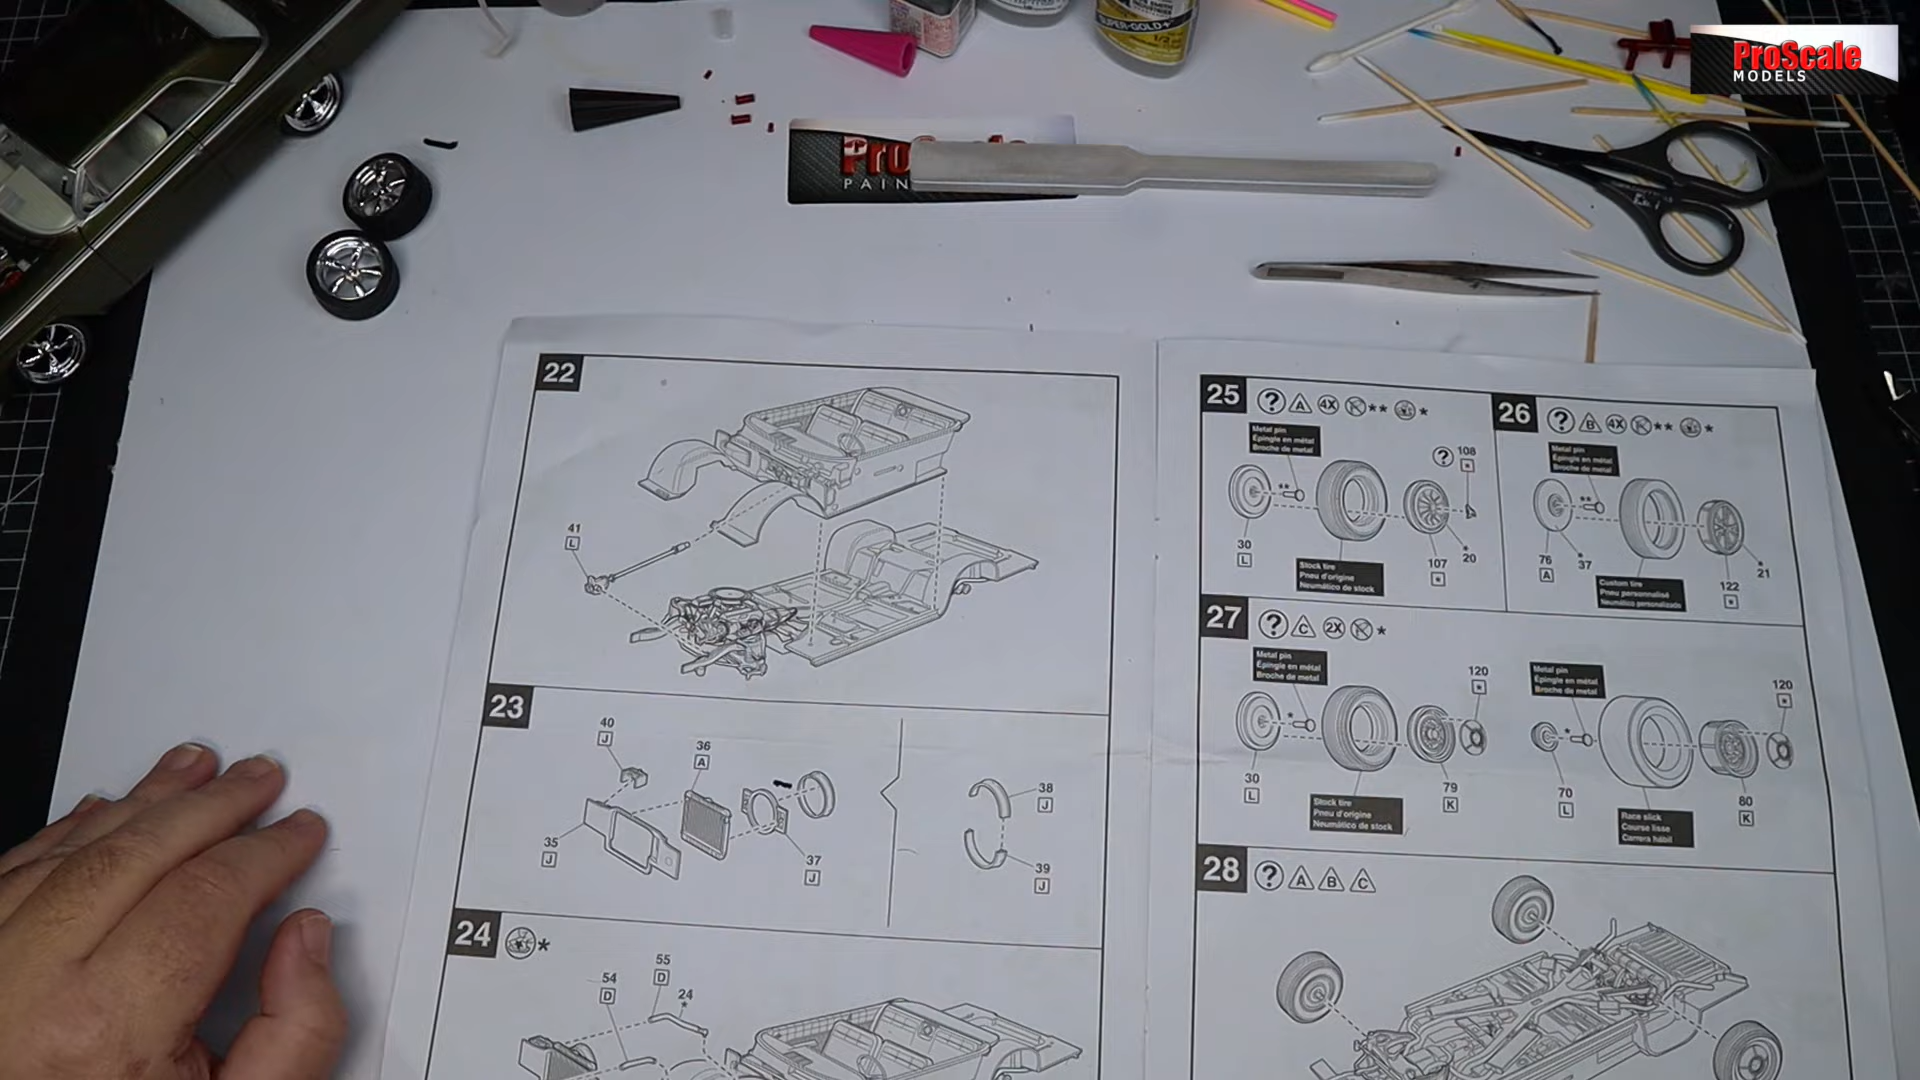 ProScale
MODELS
SUPER-GOLD+
1/2
Pro
PAIN
22
41
L
23
40
J
36
A
35
J
37
J
38
J
39
J
24
*
55
D
54
D
24
*
25
? A 4X ** *
Metal pin
Épingle en métal
Broche de metal
**
? 108
*
30
L
Stock tire
Pneu d'origine
Neumático de stock
107
*
*
20
26
? B 4X ** *
Metal pin
Épingle en métal
Broche de metal
**
76
A
*
37
Custom tire
Pneu personnalisé
Neumático personalizado
122
*
*
21
27
? C 2X *
Metal pin
Épingle en métal
Broche de metal
*
120
*
30
L
Stock tire
Pneu d'origine
Neumático de stock
79
K
Metal pin
Épingle en métal
Broche de metal
*
120
*
70
L
Race slick
Course lisse
Carrera hábil
80
K
28
? A B C